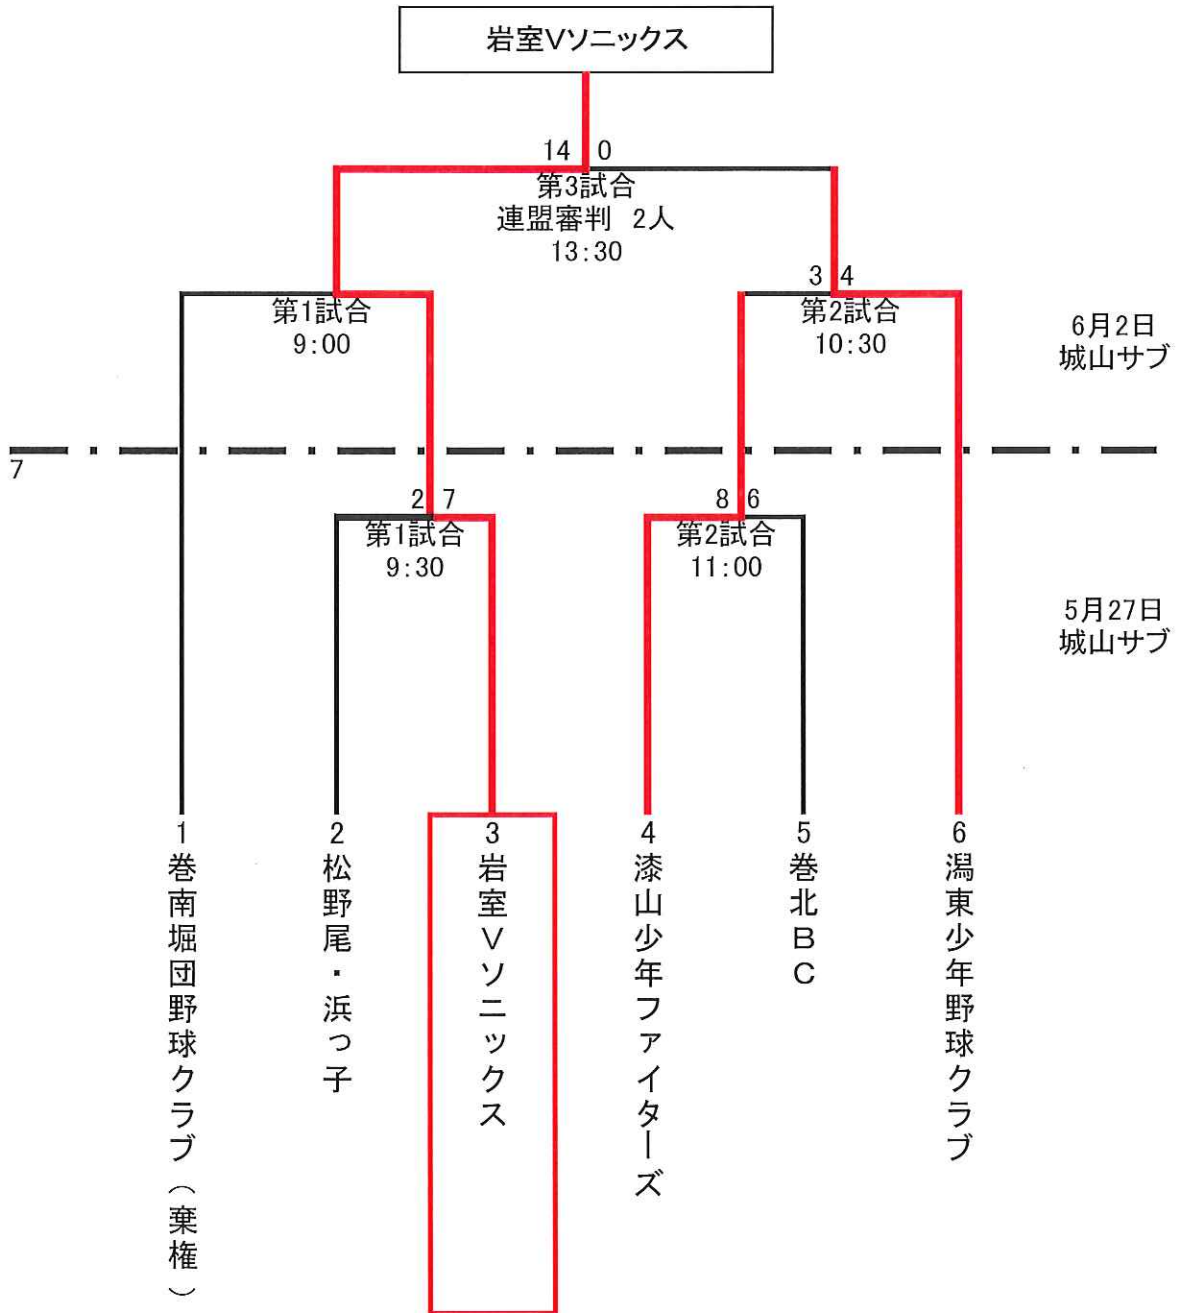 岩室Vソニックス
14 0
第3試合
連盟審判 2人
13:30
3 4
第1試合
9:00
第2試合
10:30
6月2日
城山サブ
7
2 7
第1試合
9:30
8 6
第2試合
11:00
5月27日
城山サブ
1
巻南堀団野球クラブ（棄権）
2
松野尾・浜っ子
3
岩室Vソニックス
4
漆山少年ファイターズ
5
巻北BC
6
潟東少年野球クラブ